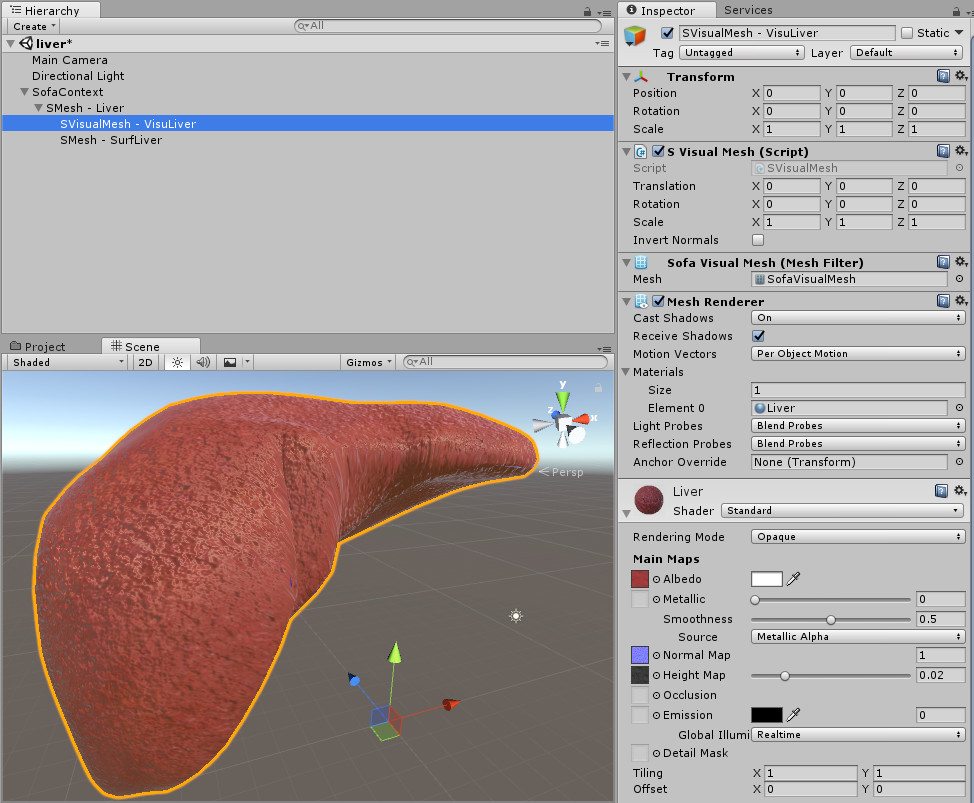 Hierarchy
Create All
liver*
Main Camera
Directional Light
SofaContext
SMesh - Liver
SVisualMesh - VisuLiver
SMesh - SurfLiver
Project Scene
Shaded 2D Gizmos All
y
x
z
Persp
Inspector Services
SVisualMesh - VisuLiver Static
Tag Untagged Layer Default
Transform
Position X 0 Y 0 Z 0
Rotation X 0 Y 0 Z 0
Scale X 1 Y 1 Z 1
S Visual Mesh (Script)
Script SVisualMesh
Translation X 0 Y 0 Z 0
Rotation X 0 Y 0 Z 0
Scale X 1 Y 1 Z 1
Invert Normals
Sofa Visual Mesh (Mesh Filter)
Mesh SofaVisualMesh
Mesh Renderer
Cast Shadows On
Receive Shadows
Motion Vectors Per Object Motion
Materials
Size 1
Element 0 Liver
Light Probes Blend Probes
Reflection Probes Blend Probes
Anchor Override None (Transform)
Liver
Shader Standard
Rendering Mode Opaque
Main Maps
Albedo
Metallic 0
Smoothness 0.5
Source Metallic Alpha
Normal Map 1
Height Map 0.02
Occlusion
Emission 0
Global Illumi Realtime
Detail Mask
Tiling X 1 Y 1
Offset X 0 Y 0